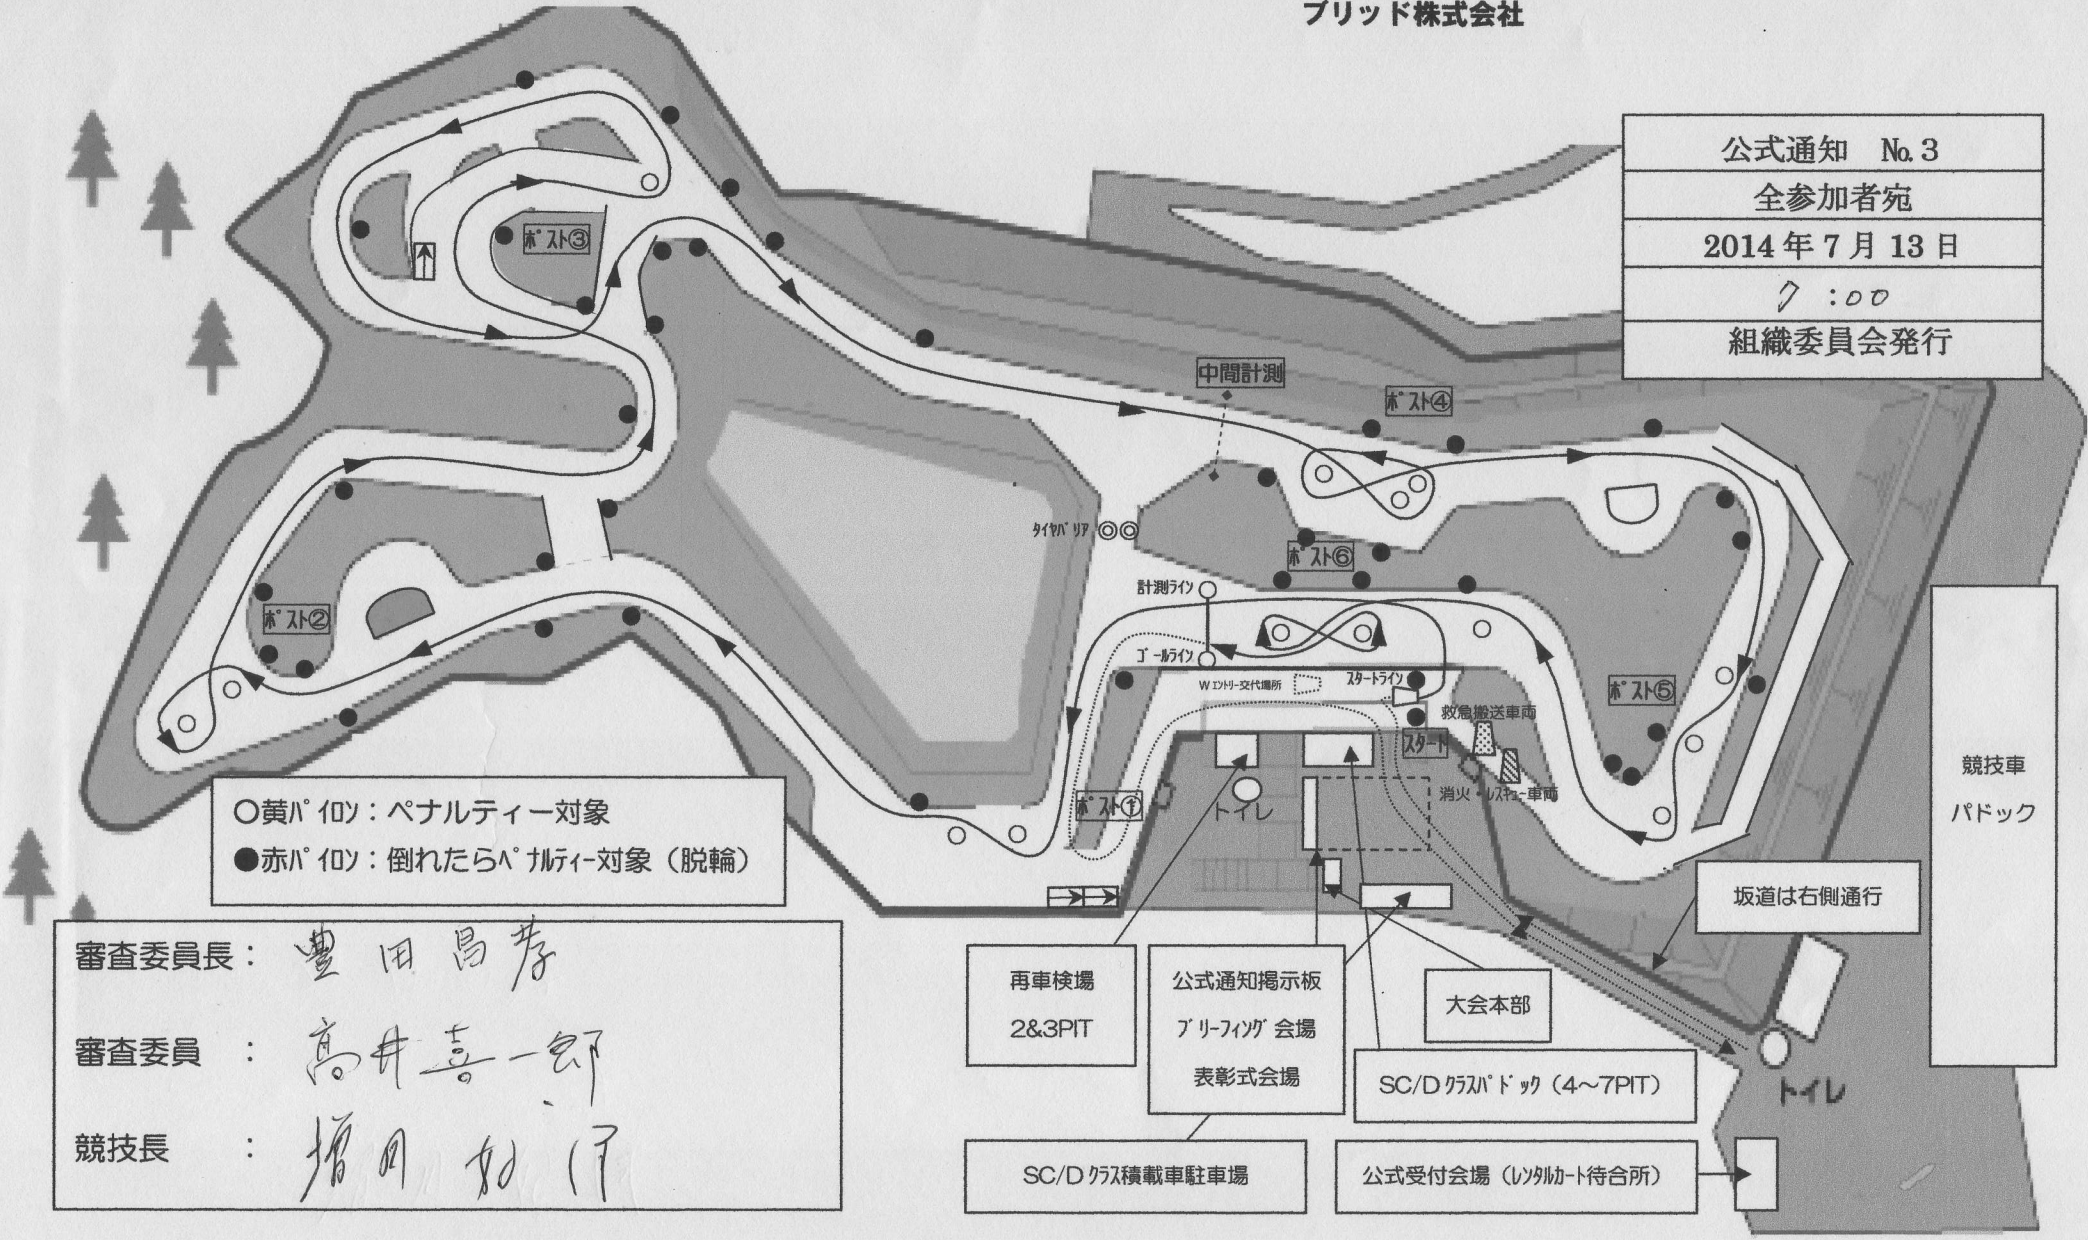 ブリッド株式会社
公式通知　№3
全参加者宛
2014年7月13日
7:00
組織委員会発行
ポスト③
中間計測
ポスト④
タイヤバリア
ポスト⑥
計測ライン
ポスト②
ゴールライン
Wエントリー交代場所
スタートライン
ポスト⑤
救急搬送車両
スタート
競技車
パドック
消火・レスキュー車両
ポスト①
トイレ
○黄パイロン：ペナルティー対象
●赤パイロン：倒れたらペナルティー対象（脱輪）
坂道は右側通行
審査委員長：豊田昌孝
審査委員　：高井喜一郎
競技長　　：
再車検場
2&3PIT
公式通知掲示板
ブリーフィング会場
表彰式会場
大会本部
SC/Dクラスパドック（4～7PIT）
トイレ
SC/Dクラス積載車駐車場
公式受付会場（レンタルカート待合所）